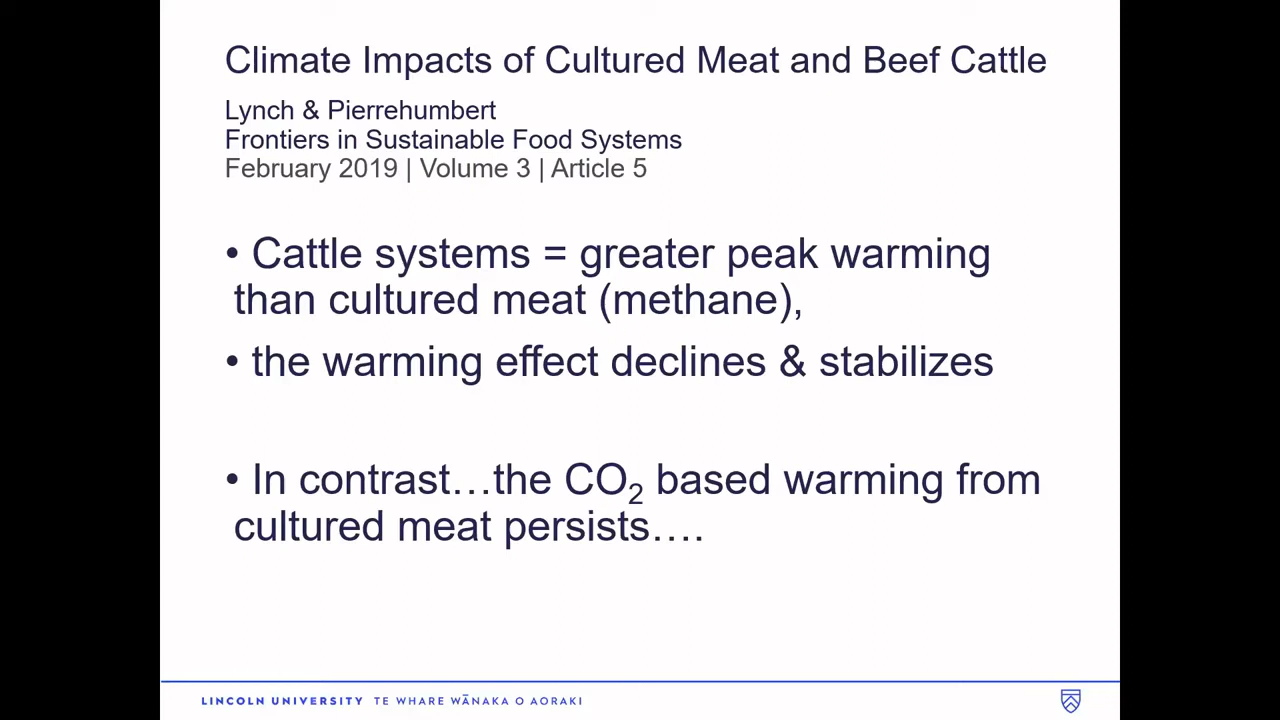 Climate Impacts of Cultured Meat and Beef Cattle
Lynch & Pierrehumbert
Frontiers in Sustainable Food Systems
February 2019 | Volume 3 | Article 5
• Cattle systems = greater peak warming
than cultured meat (methane),
• the warming effect declines & stabilizes
• In contrast…the CO₂ based warming from
cultured meat persists….
LINCOLN UNIVERSITY TE WHARE WĀNAKA O AORAKI